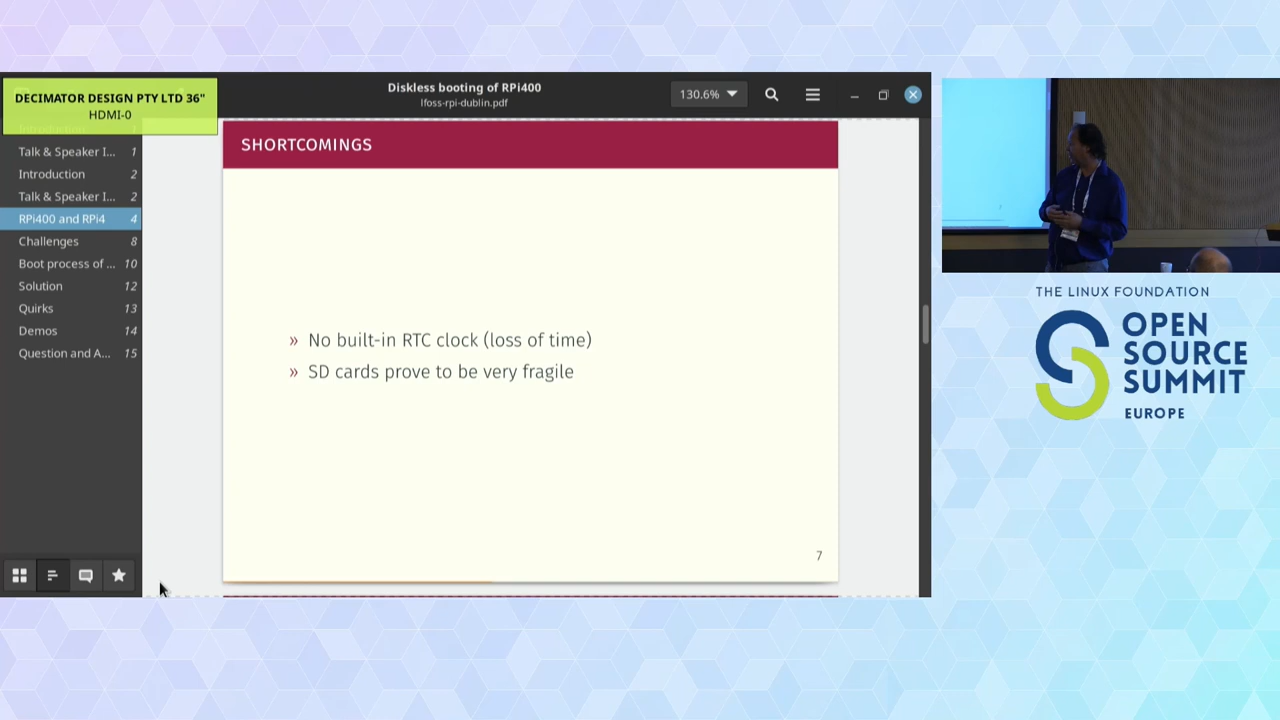 DECIMATOR DESIGN PTY LTD 36"
HDMI-0
Diskless booting of RPi400
lfoss-rpi-dublin.pdf
130.6%
Introduction 1
Talk & Speaker I... 1
Introduction 2
Talk & Speaker I... 2
RPi400 and RPi4 4
Challenges 8
Boot process of ... 10
Solution 12
Quirks 13
Demos 14
Question and A... 15
SHORTCOMINGS
» No built-in RTC clock (loss of time)
» SD cards prove to be very fragile
7
THE LINUX FOUNDATION
OPEN
SOURCE
SUMMIT
EUROPE